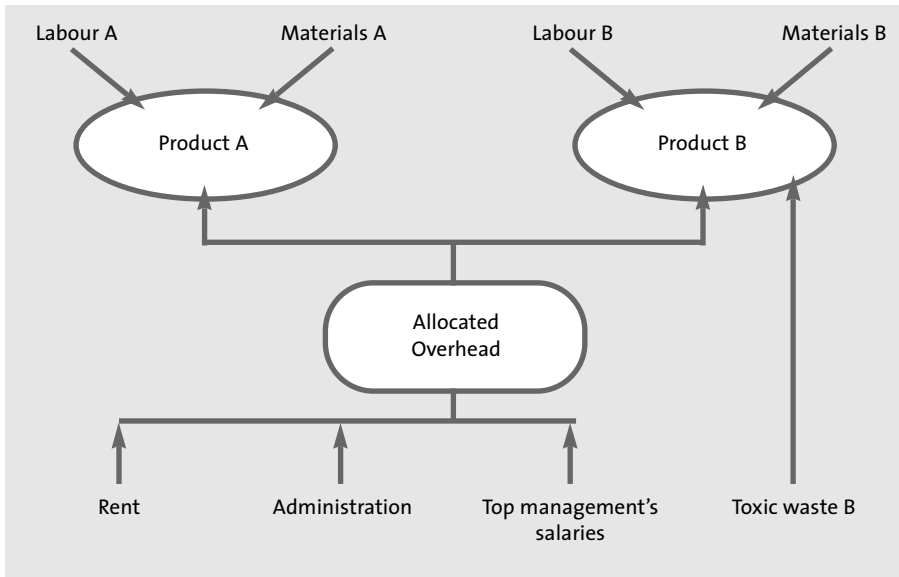 Labour A
Materials A
Labour B
Materials B
Product A
Product B
Allocated
Overhead
Rent
Administration
Top management’s
salaries
Toxic waste B